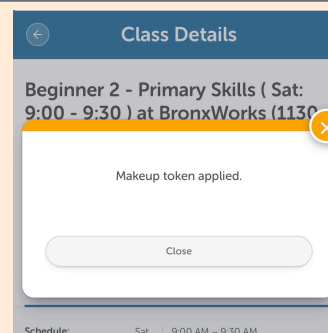 Class Details
Beginner 2 - Primary Skills ( Sat:
9:00 - 9:30 ) at BronxWorks (1130
Makeup token applied.
Close
Schedule: Sat 9:00 AM – 9:30 AM